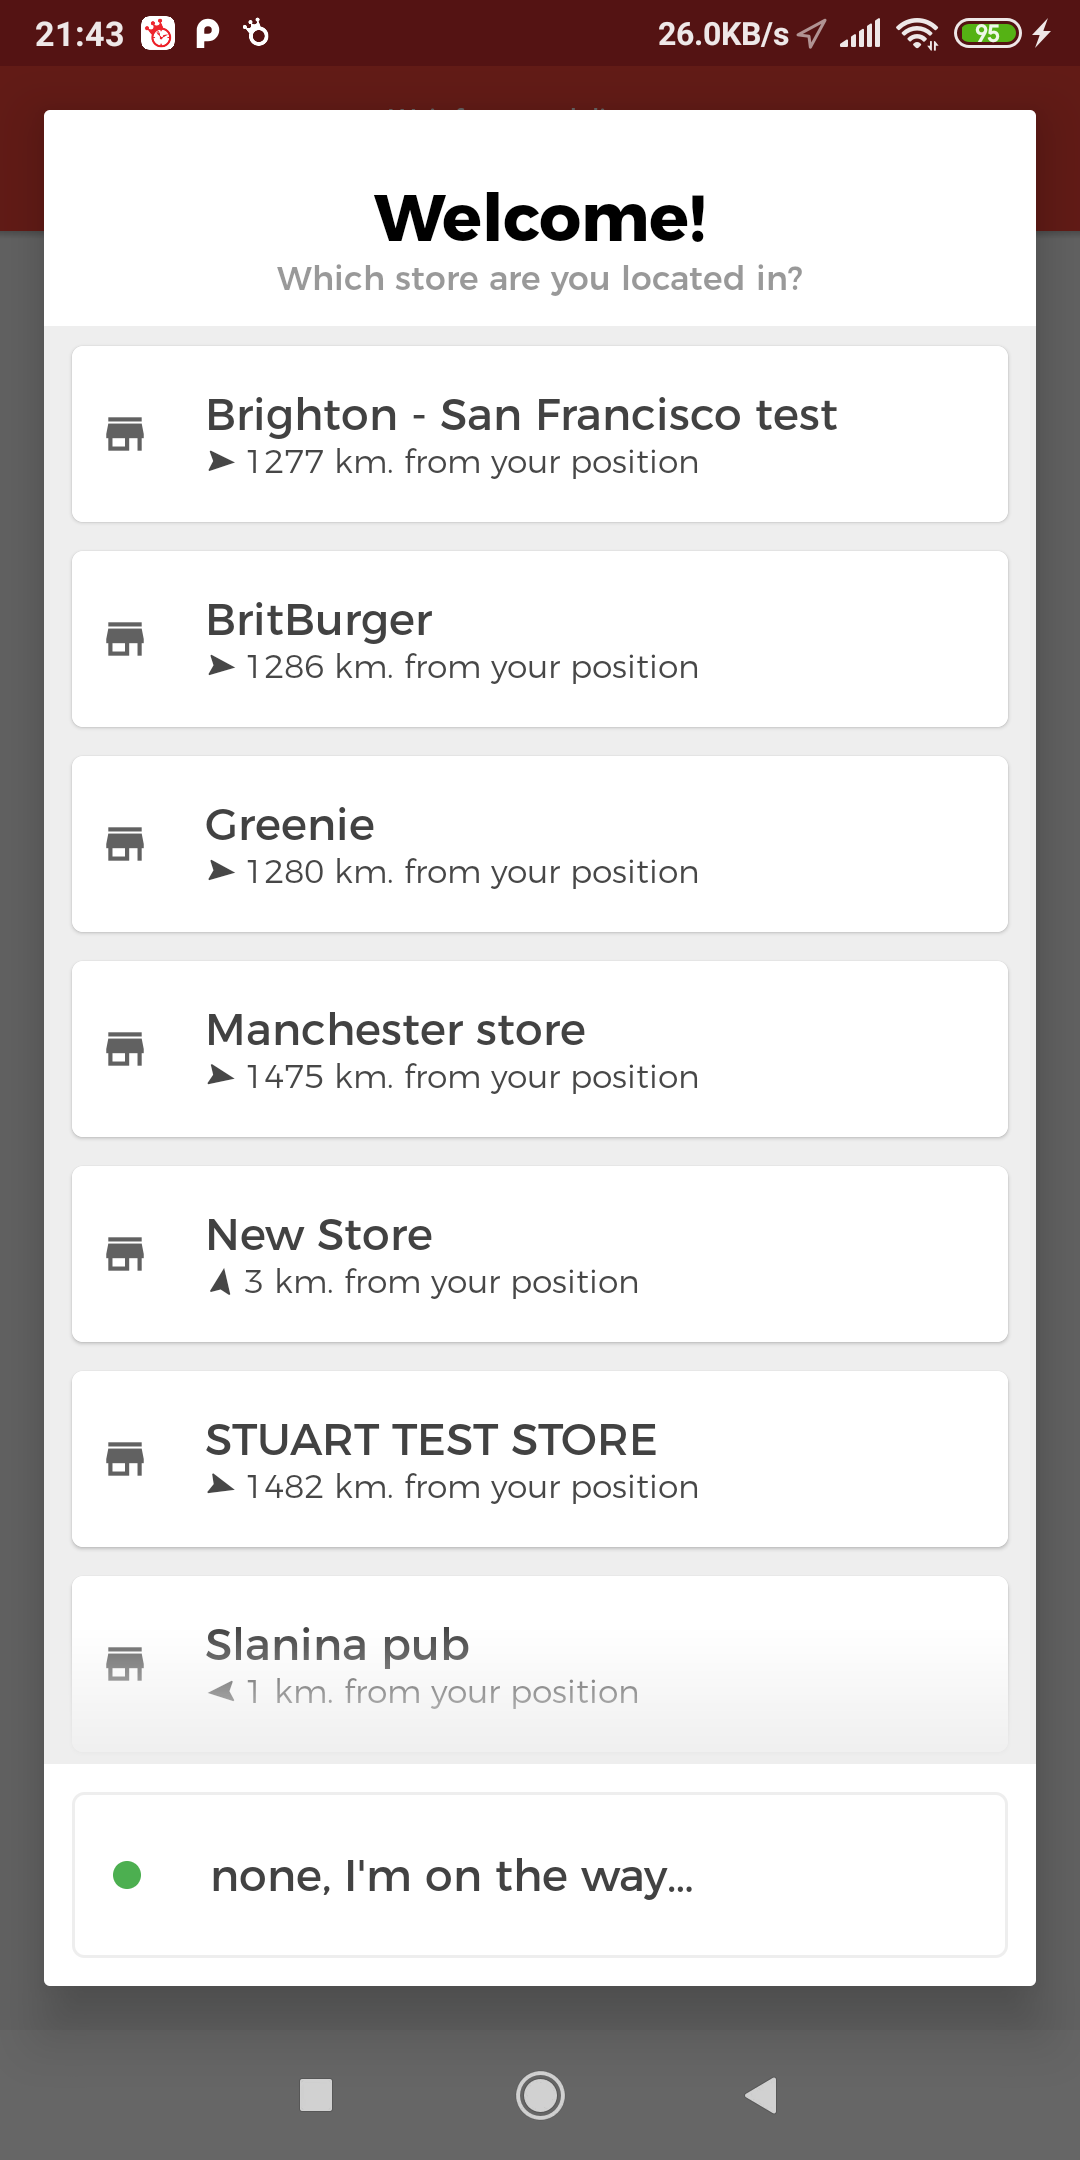 21:43
26.0KB/s
95
Welcome!
Which store are you located in?
Brighton - San Francisco test
1277 km. from your position
BritBurger
1286 km. from your position
Greenie
1280 km. from your position
Manchester store
1475 km. from your position
New Store
3 km. from your position
STUART TEST STORE
1482 km. from your position
Slanina pub
1 km. from your position
none, I'm on the way...